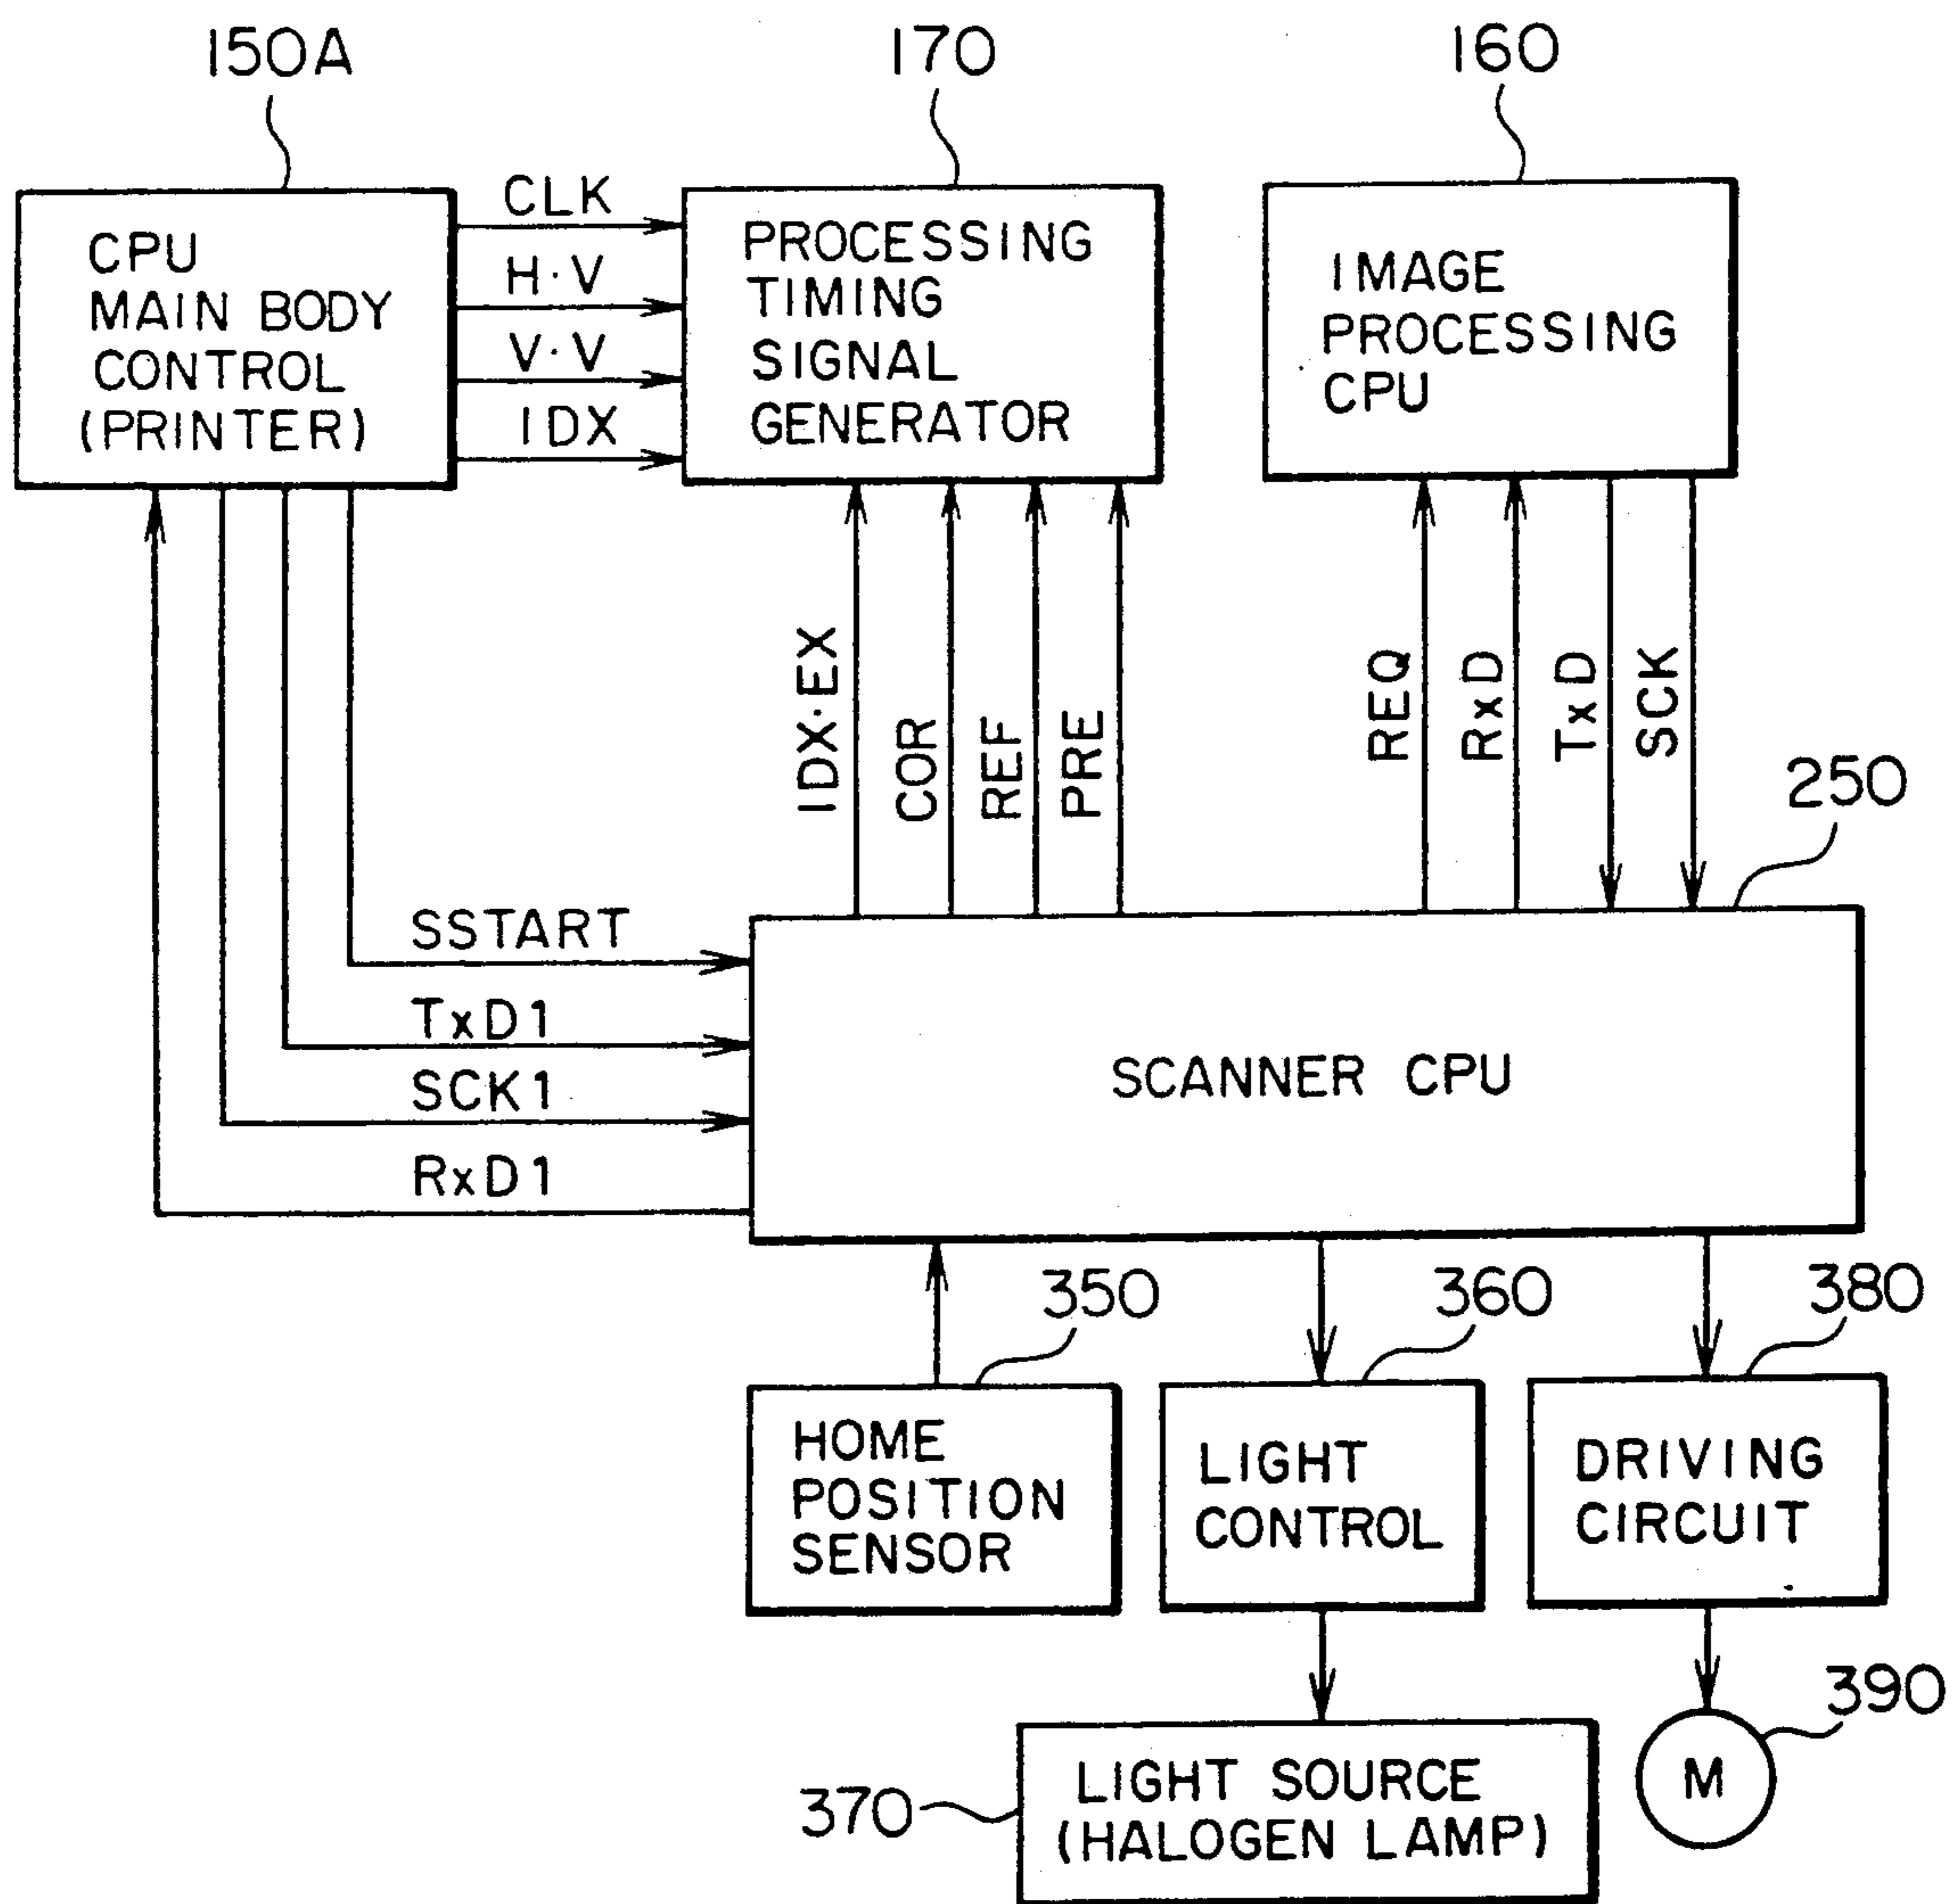 150A
170
160
CPU
MAIN BODY
CONTROL
(PRINTER)
CLK
H·V
V·V
IDX
PROCESSING
TIMING
SIGNAL
GENERATOR
IMAGE
PROCESSING
CPU
IDX·EX
COR
REF
PRE
REQ
RxD
TxD
SCK
250
SSTART
TxD1
SCK1
RxD1
SCANNER CPU
350
360
380
HOME
POSITION
SENSOR
LIGHT
CONTROL
DRIVING
CIRCUIT
390
370
LIGHT SOURCE
(HALOGEN LAMP)
M